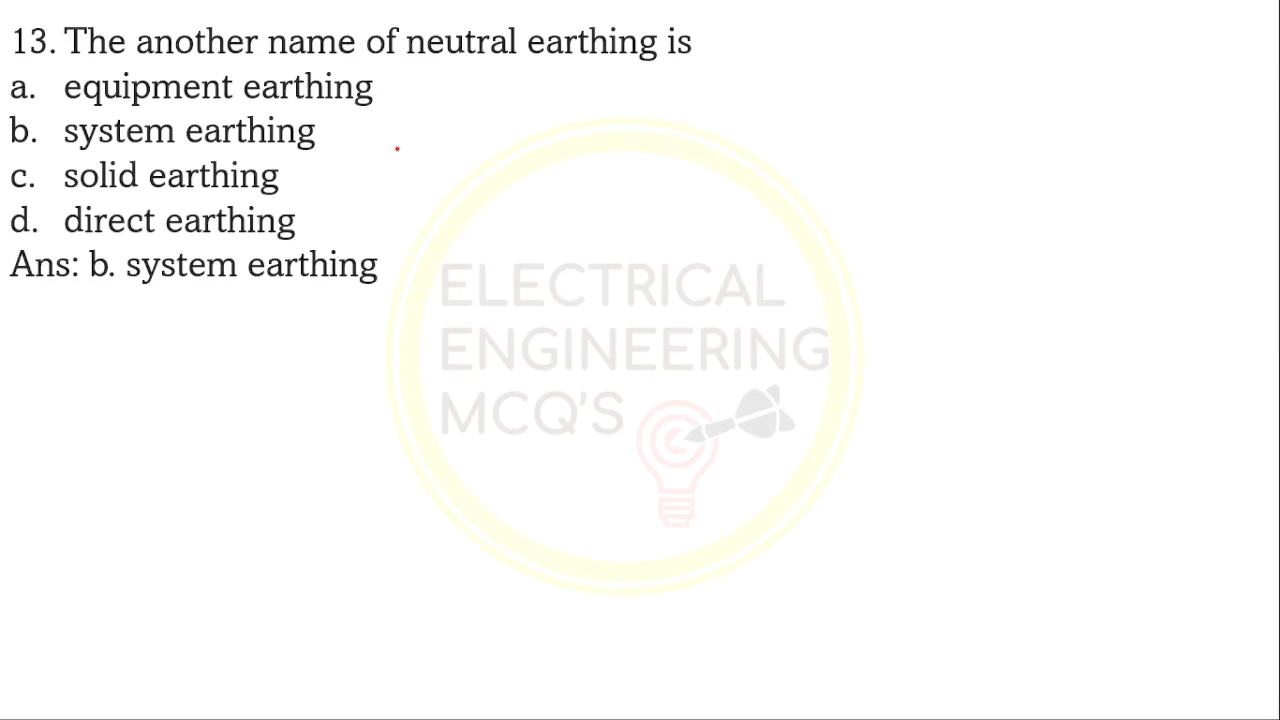 13. The another name of neutral earthing is
a. equipment earthing
b. system earthing
c. solid earthing
d. direct earthing
Ans: b. system earthing
ELECTRICAL
ENGINEERING
MCQ'S